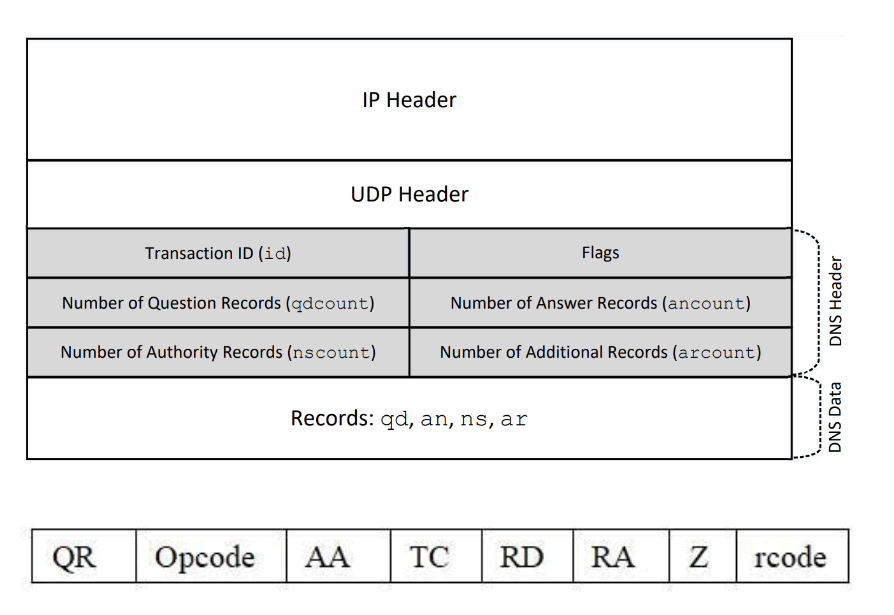 IP Header
UDP Header
Transaction ID (id)
Flags
Number of Question Records (qdcount)
Number of Answer Records (ancount)
Number of Authority Records (nscount)
Number of Additional Records (arcount)
DNS Header
Records: qd, an, ns, ar
DNS Data
QR Opcode AA TC RD RA Z rcode